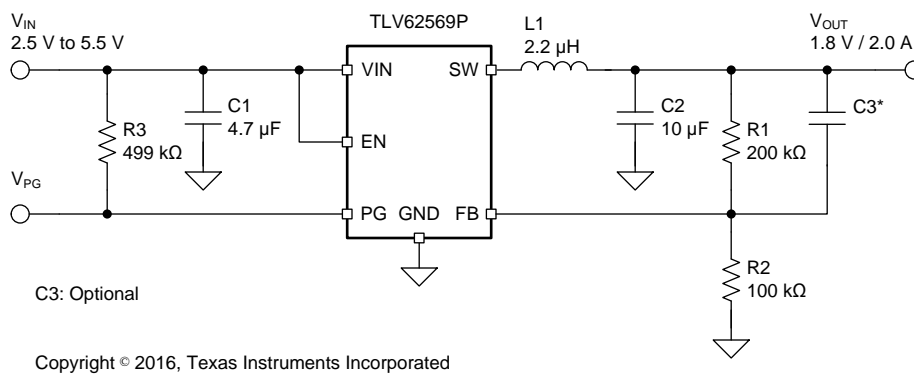 TLV62569P
VIN
2.5 V to 5.5 V
L1
2.2 µH
VOUT
1.8 V / 2.0 A
VIN
SW
C1
4.7 µF
R3
499 kΩ
EN
C2
10 µF
R1
200 kΩ
C3*
VPG
PG
GND
FB
R2
100 kΩ
C3: Optional
Copyright © 2016, Texas Instruments Incorporated